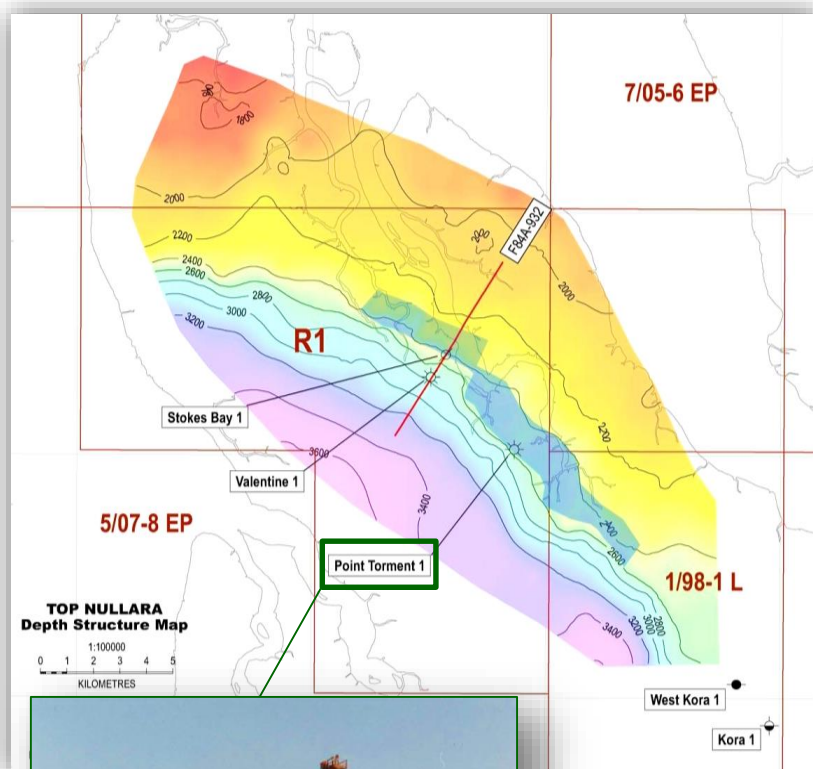 7/05-6 EP
F84A-932
1800
2000
2000
2200
2400
2600
2800
3000
3200
R1
Stokes Bay 1
Valentine 1
2200
3600
3400
5/07-8 EP
Point Torment 1
2400
2600
1/98-1 L
2800
3000
3200
3400
TOP NULLARA
Depth Structure Map
1:100000
0 1 2 3 4 5
KILOMETRES
West Kora 1
Kora 1